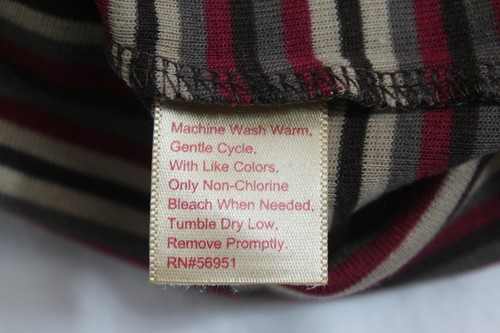 Machine Wash Warm,
Gentle Cycle,
With Like Colors,
Only Non-Chlorine
Bleach When Needed,
Tumble Dry Low,
Remove Promptly.
RN#56951